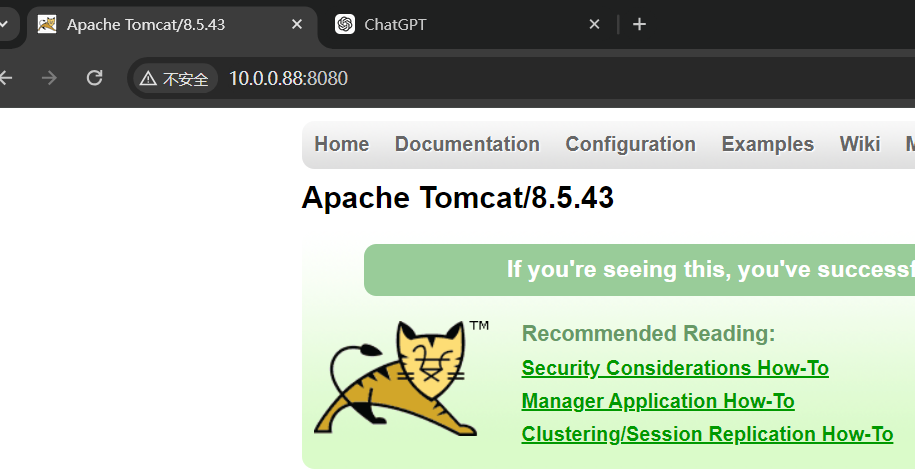 Apache Tomcat/8.5.43
ChatGPT
不安全 10.0.0.88:8080
Home Documentation Configuration Examples Wiki
Apache Tomcat/8.5.43
If you're seeing this, you've
TM
Recommended Reading:
Security Considerations How-To
Manager Application How-To
Clustering/Session Replication How-To